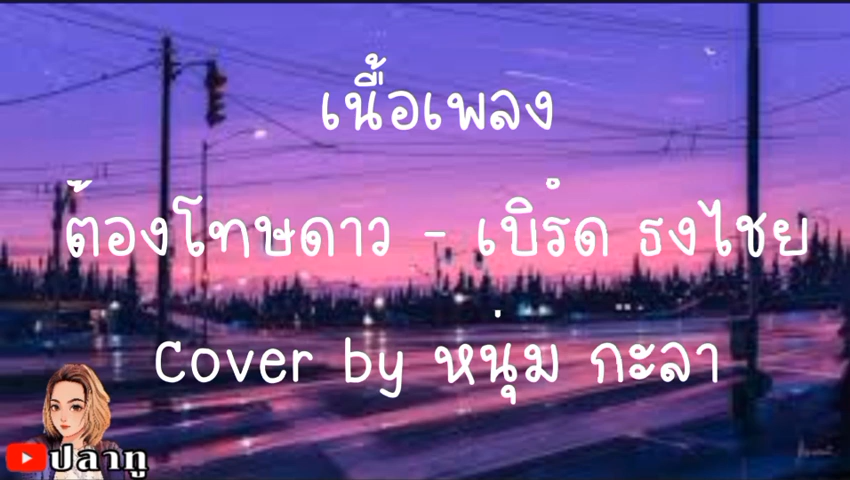 เนื้อเพลง
ต้องโทษดาว - เบิร์ด ธงไชย
Cover by หนุ่ม กะลา
ปลาทู